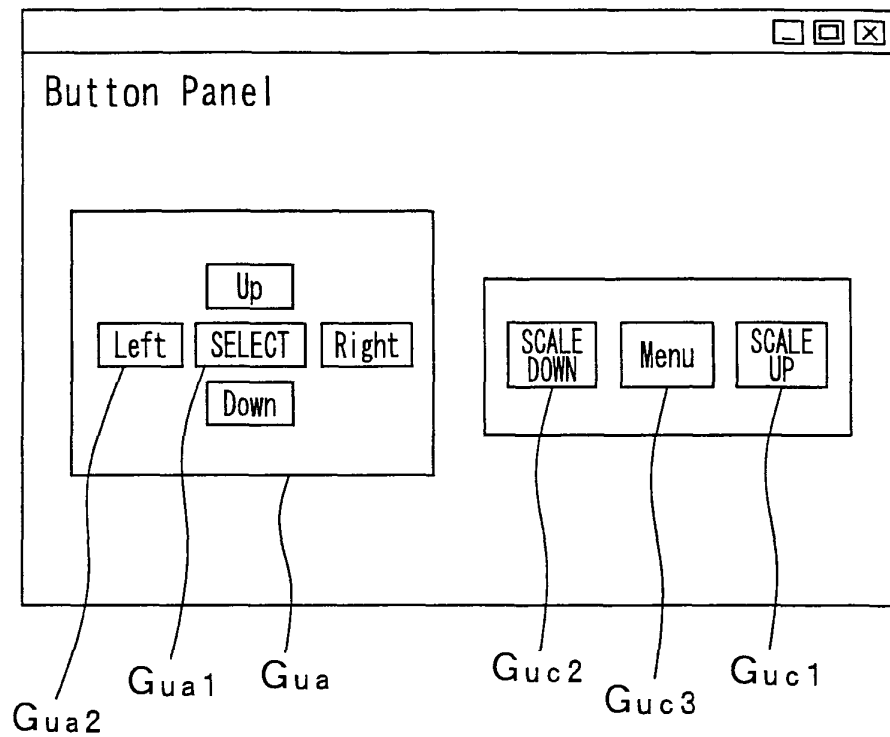 Button Panel
Up
Left SELECT Right
Down
SCALE DOWN Menu SCALE UP
Gua2 Gua1 Gua Guc2 Guc3 Guc1